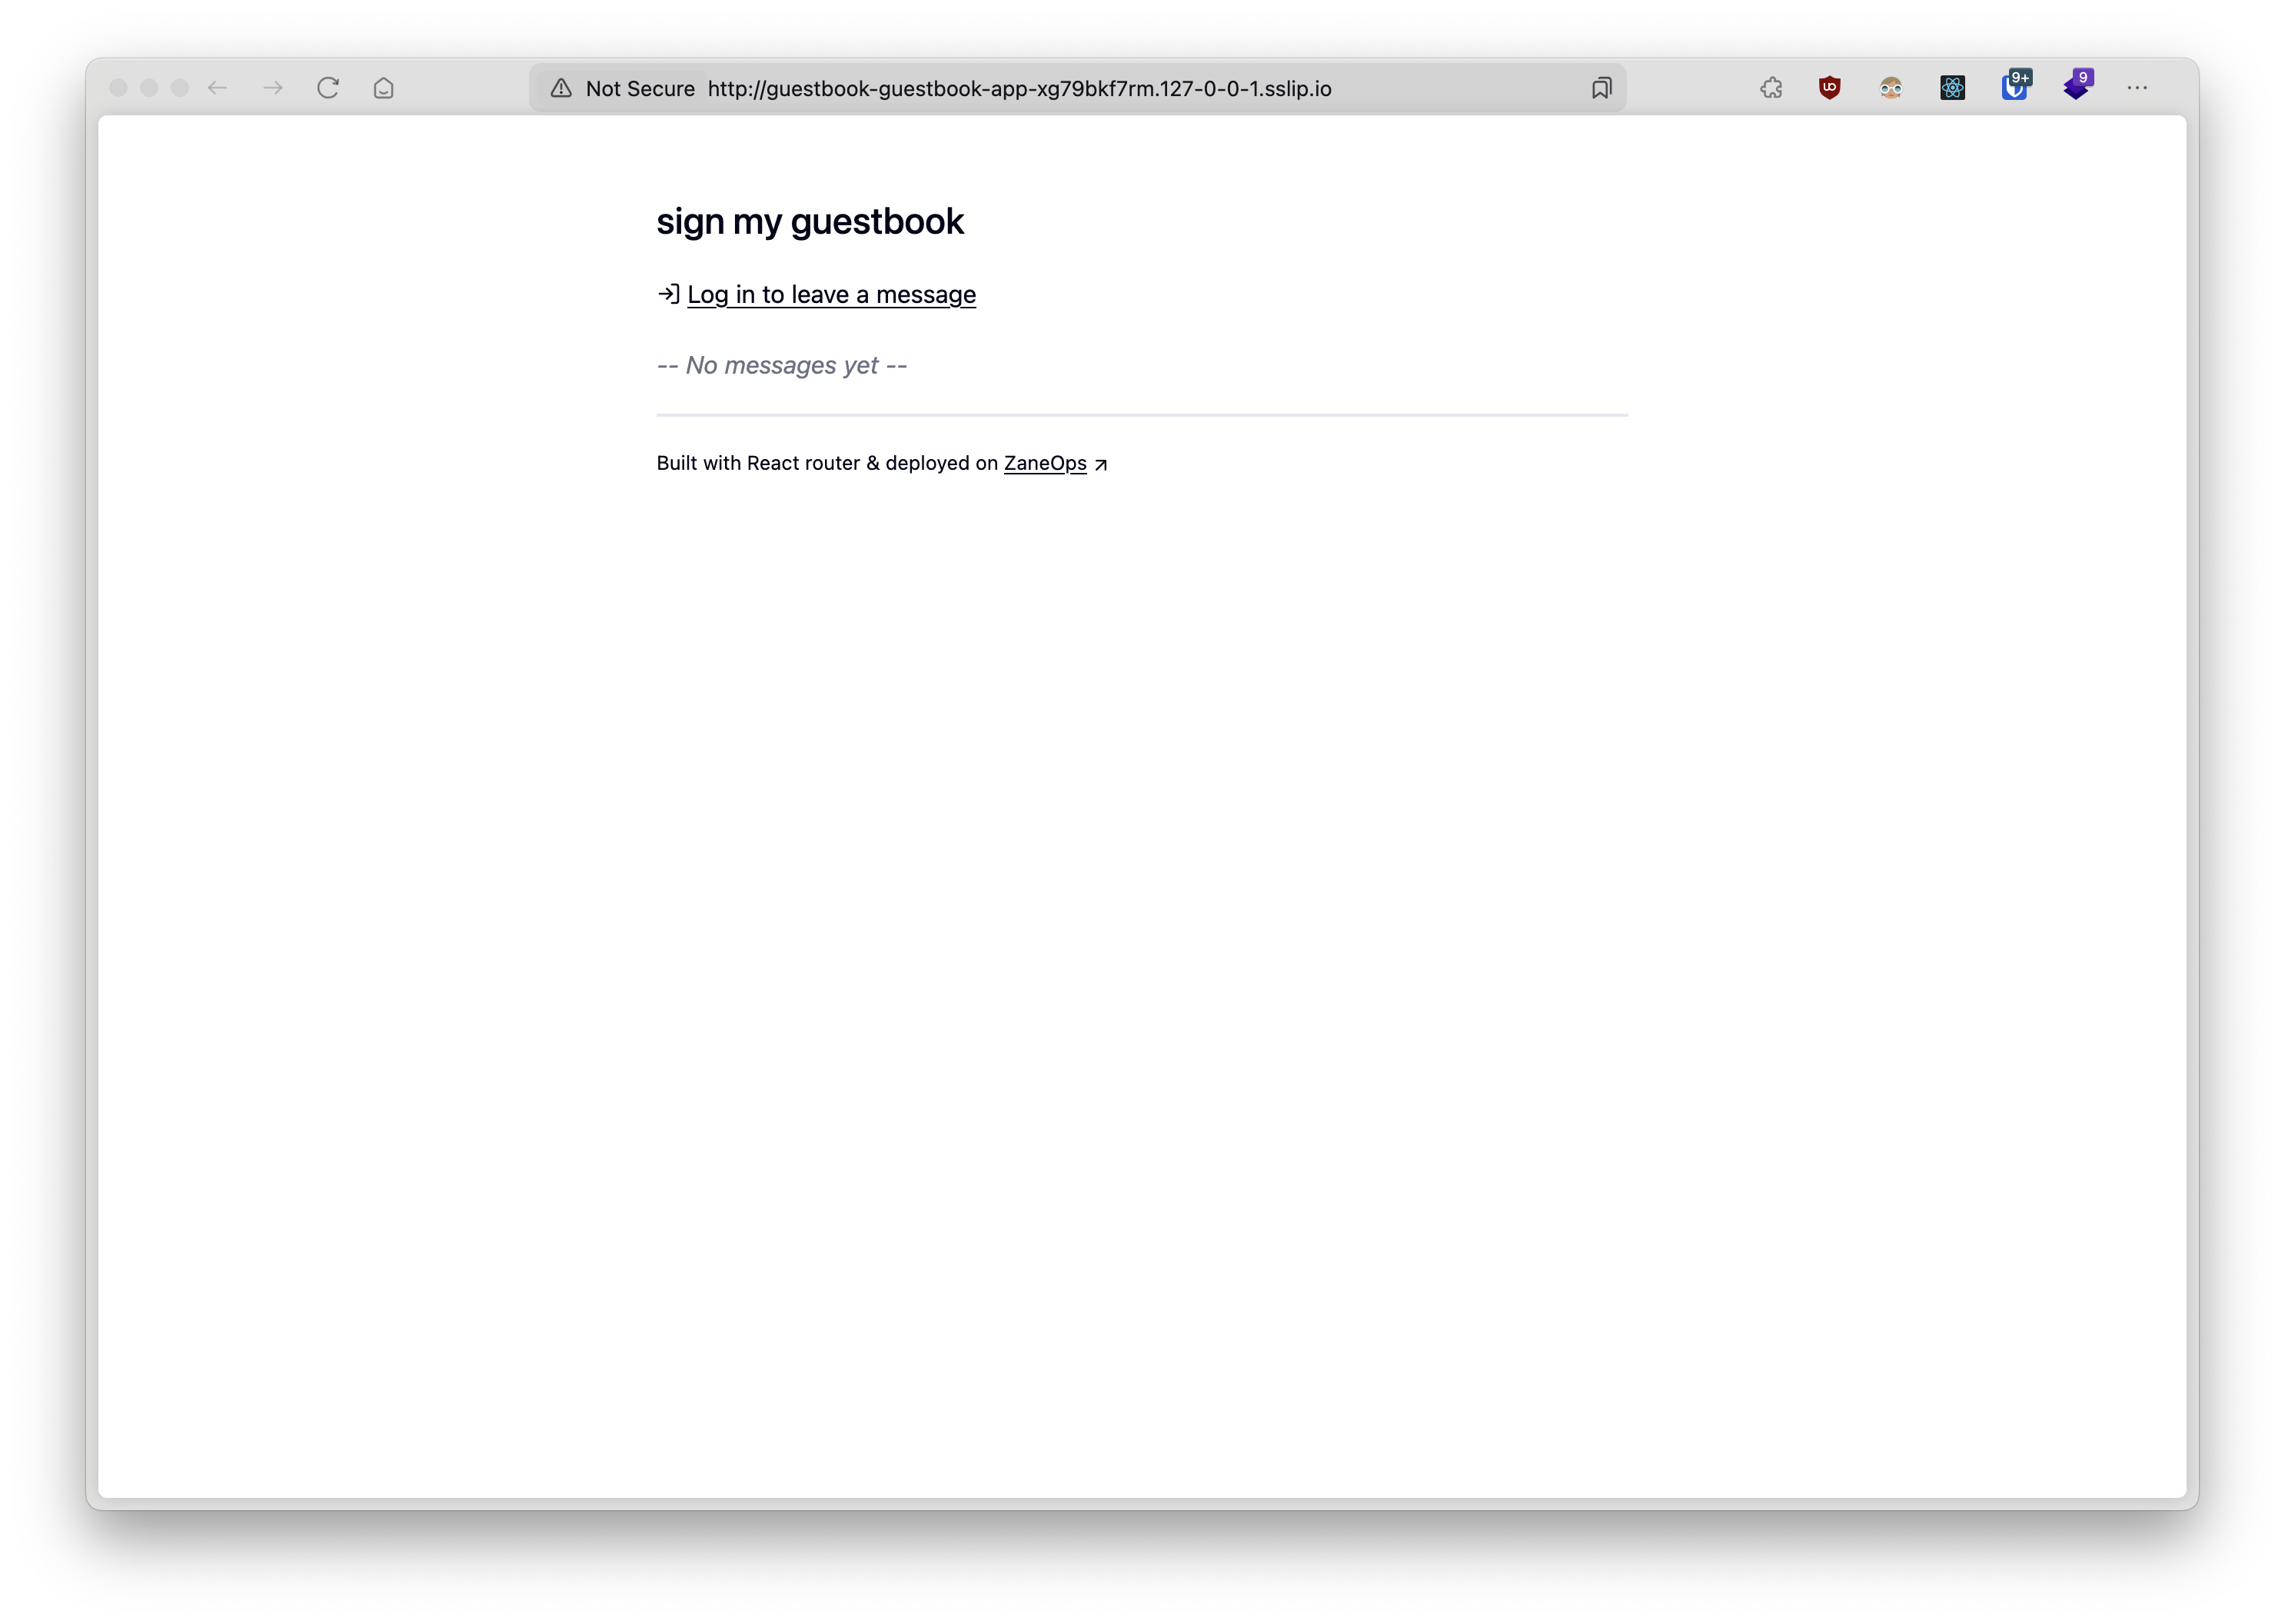 Not Secure http://guestbook-guestbook-app-xg79bkf7rm.127-0-0-1.sslip.io
9+
9
sign my guestbook
Log in to leave a message
-- No messages yet --
Built with React router & deployed on ZaneOps